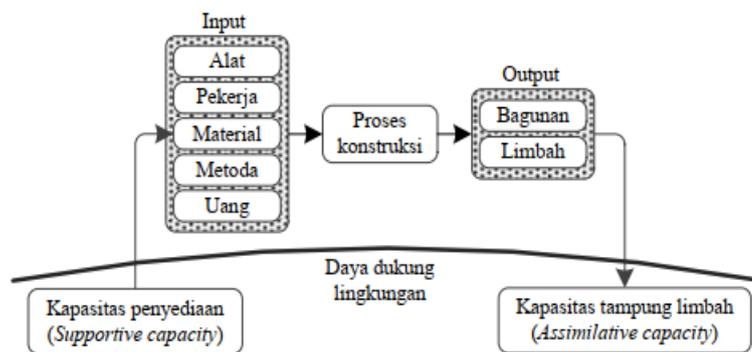 Input
Alat
Pekerja
Material
Metoda
Uang
Proses
konstruksi
Output
Bagunan
Limbah
Daya dukung
lingkungan
Kapasitas penyediaan
(Supportive capacity)
Kapasitas tampung limbah
(Assimilative capacity)